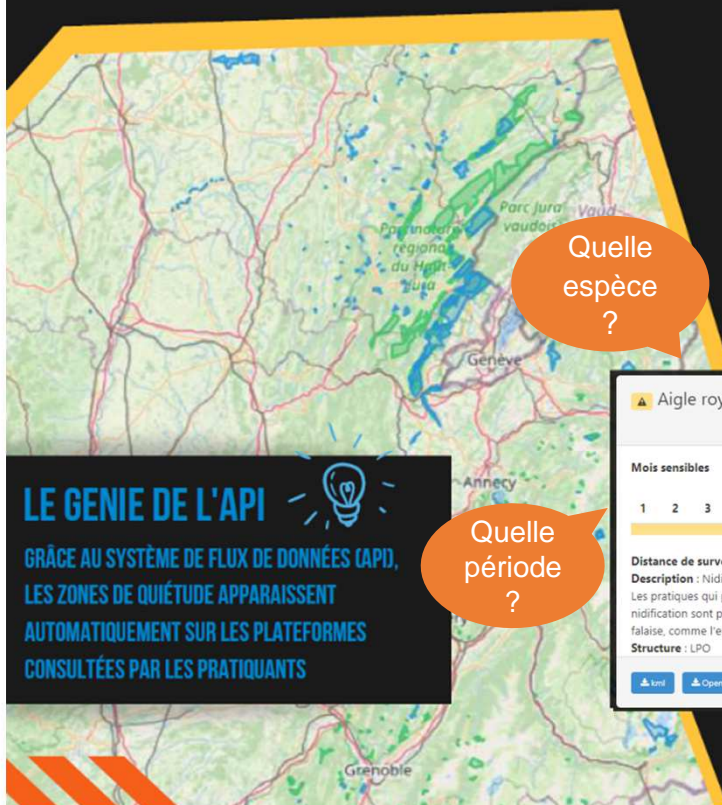 Parc jura
vaudois
Vaud
Parc naturel
régional
du Haut-
Jura
Quelle
espèce
?
Genève
Aigle roy
Mois sensibles
1 2 3
Annecy
LE GENIE DE L'API
GRÂCE AU SYSTÈME DE FLUX DE DONNÉES (API),
LES ZONES DE QUIÉTUDE APPARAISSENT
AUTOMATIQUEMENT SUR LES PLATEFORMES
CONSULTÉES PAR LES PRATIQUANTS
Quelle
période
?
Distance de surv
Description : Nid
Les pratiques qui
nidification sont p
falaise, comme l'e
Structure : LPO
kml
Open
Grenoble